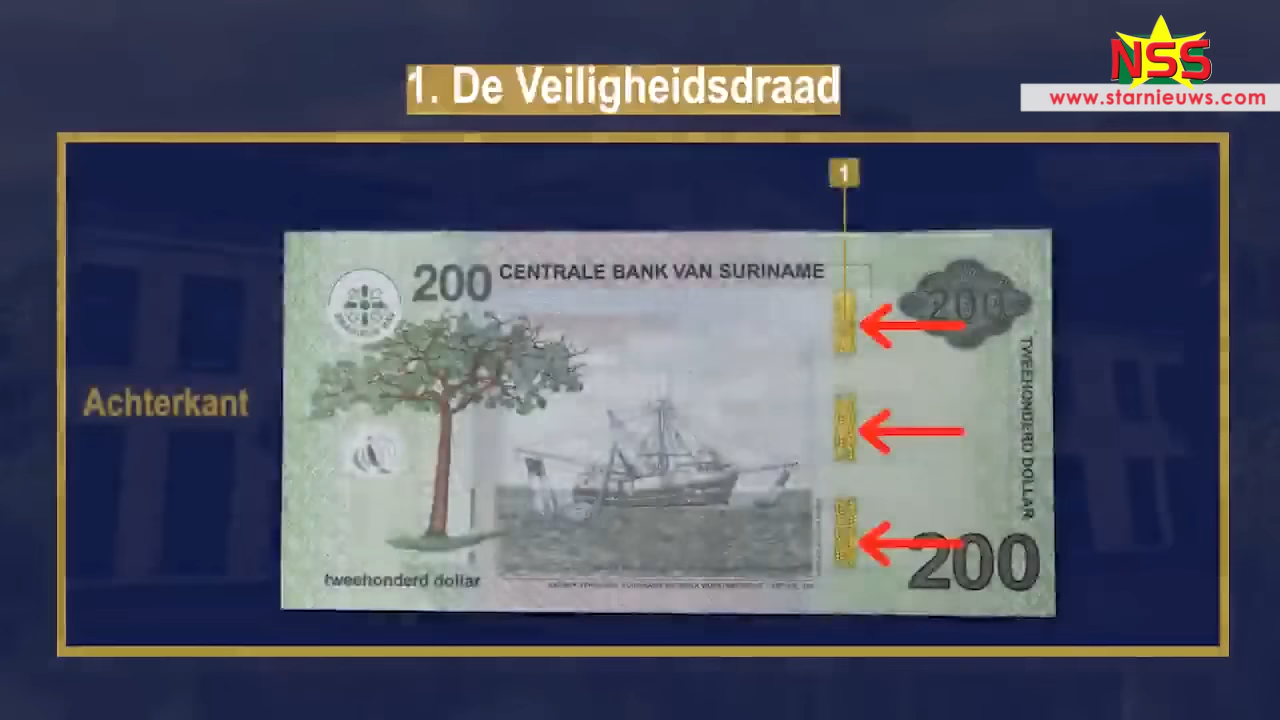 NSS
www.starnieuws.com
1. De Veiligheidsdraad
1
200 CENTRALE BANK VAN SURINAME
200
TWEEHONDERD DOLLAR
Achterkant
200
tweehonderd dollar